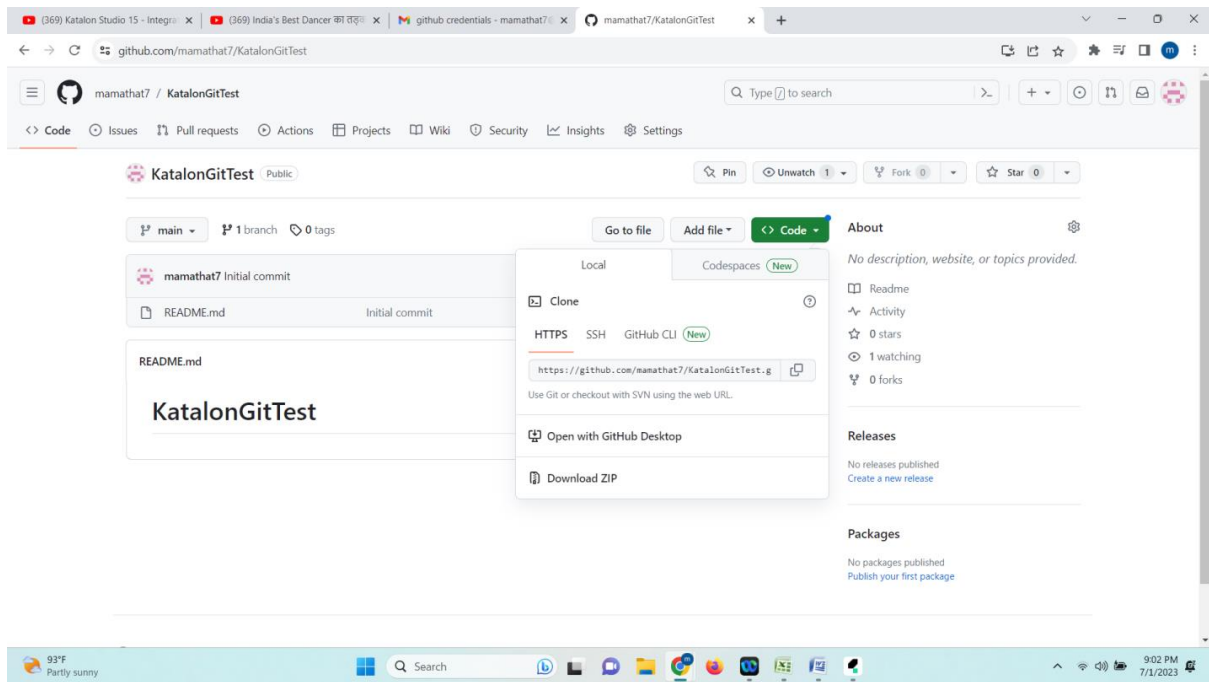 (369) Katalon Studio 15 - Integra
(369) India's Best Dancer का तड़क
github credentials - mamathat7
mamathat7/KatalonGitTest
github.com/mamathat7/KatalonGitTest
mamathat7 / KatalonGitTest
Type / to search
Code Issues Pull requests Actions Projects Wiki Security Insights Settings
KatalonGitTest Public
Pin Unwatch 1 Fork 0 Star 0
main 1 branch 0 tags Go to file Add file <> Code
mamathat7 Initial commit
README.md Initial commit
README.md
KatalonGitTest
Local Codespaces New
Clone
HTTPS SSH GitHub CLI New
https://github.com/mamathat7/KatalonGitTest.g
Use Git or checkout with SVN using the web URL.
Open with GitHub Desktop
Download ZIP
About
No description, website, or topics provided.
Readme
Activity
0 stars
1 watching
0 forks
Releases
No releases published
Create a new release
Packages
No packages published
Publish your first package
93°F
Partly sunny
Search
9:02 PM
7/1/2023